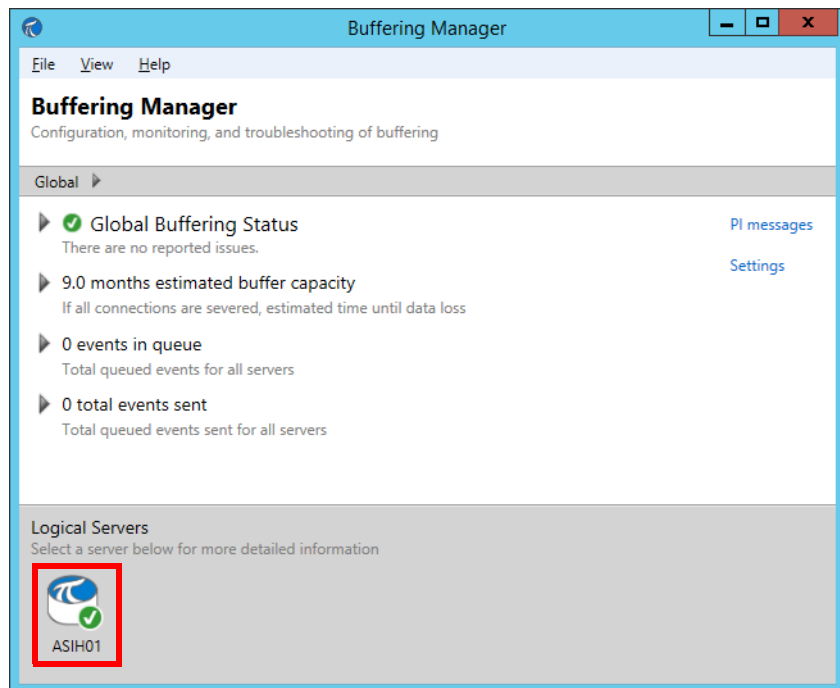 Buffering Manager
File View Help
Buffering Manager
Configuration, monitoring, and troubleshooting of buffering
Global
Global Buffering Status
There are no reported issues.
PI messages
9.0 months estimated buffer capacity
If all connections are severed, estimated time until data loss
Settings
0 events in queue
Total queued events for all servers
0 total events sent
Total queued events sent for all servers
Logical Servers
Select a server below for more detailed information
ASIH01